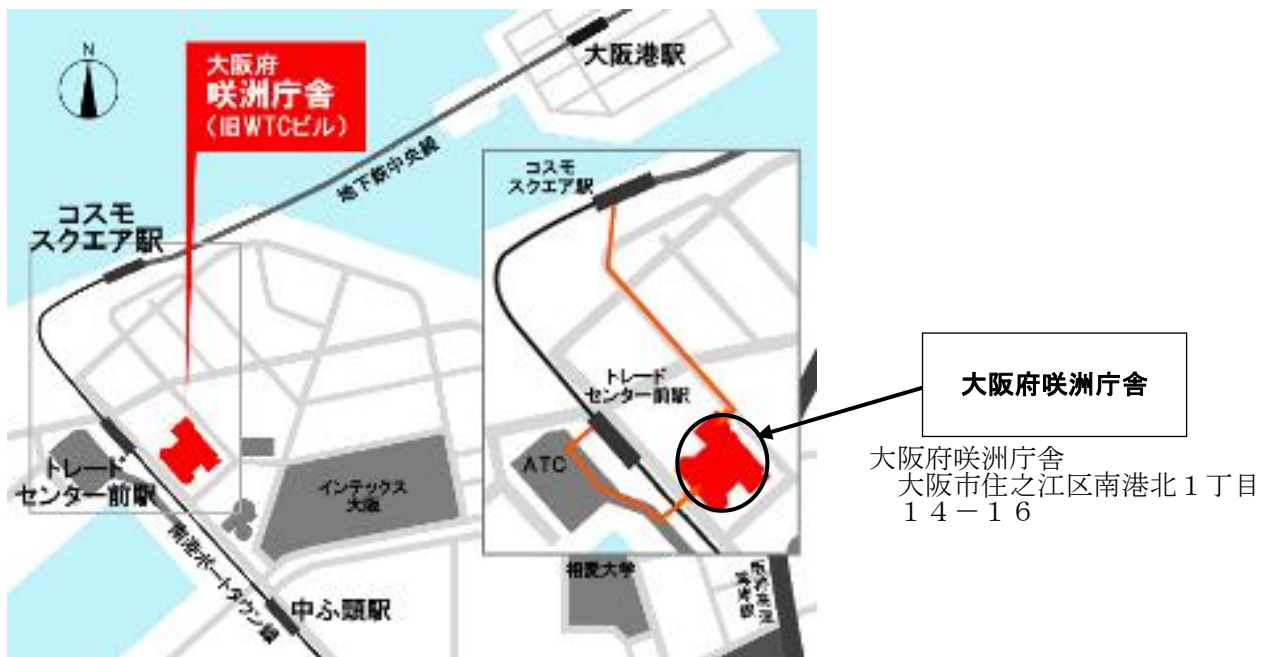 N
大阪府
咲洲庁舎
(旧WTCビル)
大阪港駅
地下鉄中央線
コスモ
スクエア駅
コスモ
スクエア駅
トレード
センター前駅
ATC
トレード
センター前駅
インテックス
大阪
南港ポートタウン線
中ふ頭駅
相愛大学
大阪府咲洲庁舎
大阪府咲洲庁舎
大阪市住之江区南港北1丁目
14－16